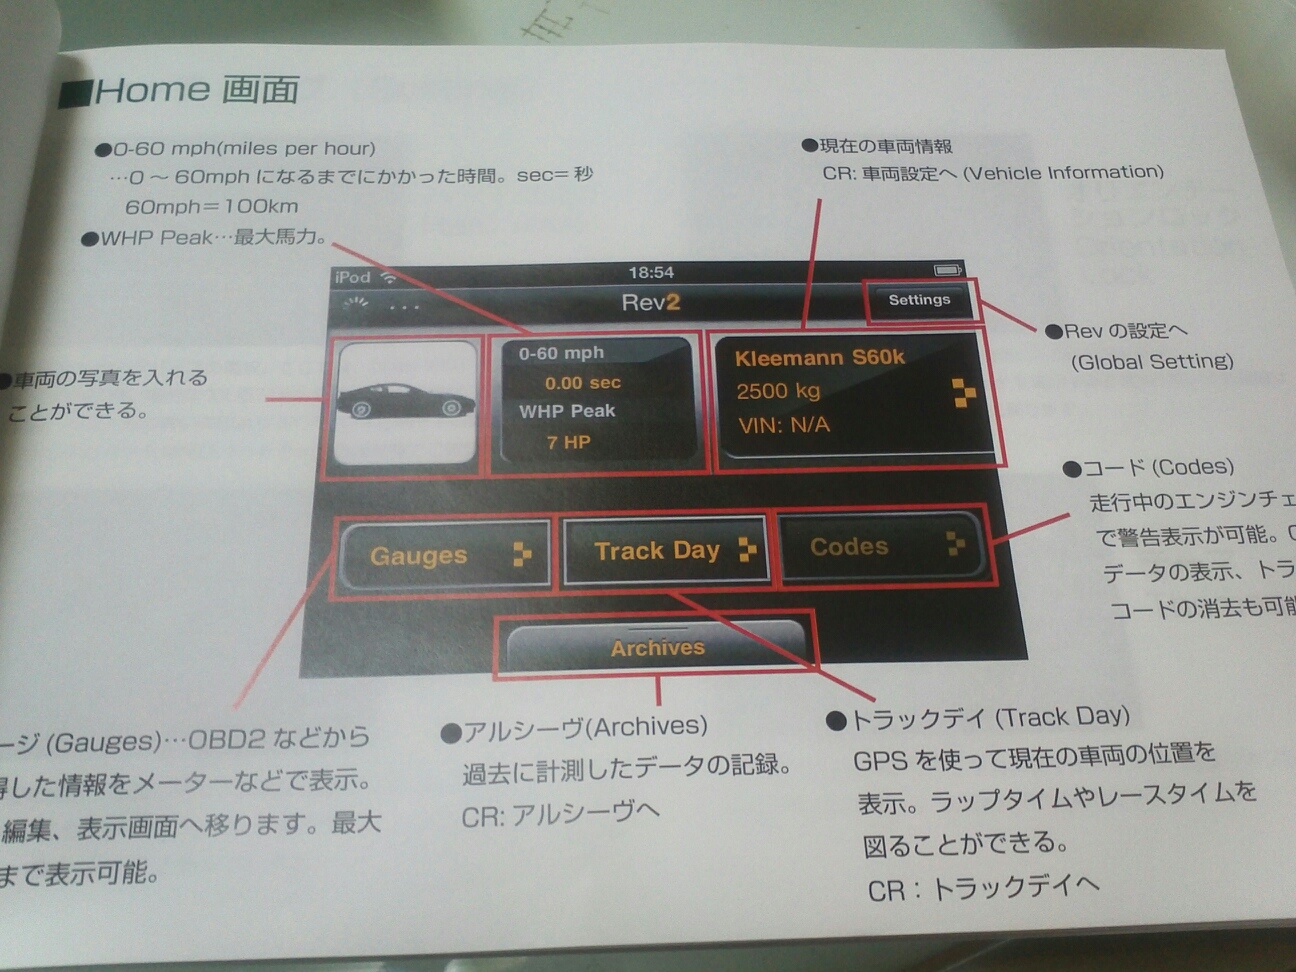 ■Home 画面
●0-60 mph(miles per hour)
…0～60mph になるまでにかかった時間。sec=秒
60mph=100km
●WHP Peak…最大馬力。
●現在の車両情報
CR: 車両設定へ (Vehicle Information)
iPod
18:54
Rev2
Settings
●Rev の設定へ
(Global Setting)
●車両の写真を入れる
ことができる。
0-60 mph
0.00 sec
WHP Peak
7 HP
Kleemann S60k
2500 kg
VIN: N/A
●コード (Codes)
走行中のエンジンチェ
で警告表示が可能。
データの表示、トラ
コードの消去も可能
Gauges
Track Day
Codes
Archives
ージ (Gauges)…OBD2 などから
得した情報をメーターなどで表示。
編集、表示画面へ移ります。最大
まで表示可能。
●アルシーヴ(Archives)
過去に計測したデータの記録。
CR: アルシーヴへ
●トラックデイ (Track Day)
GPS を使って現在の車両の位置を
表示。ラップタイムやレースタイムを
図ることができる。
CR：トラックデイへ